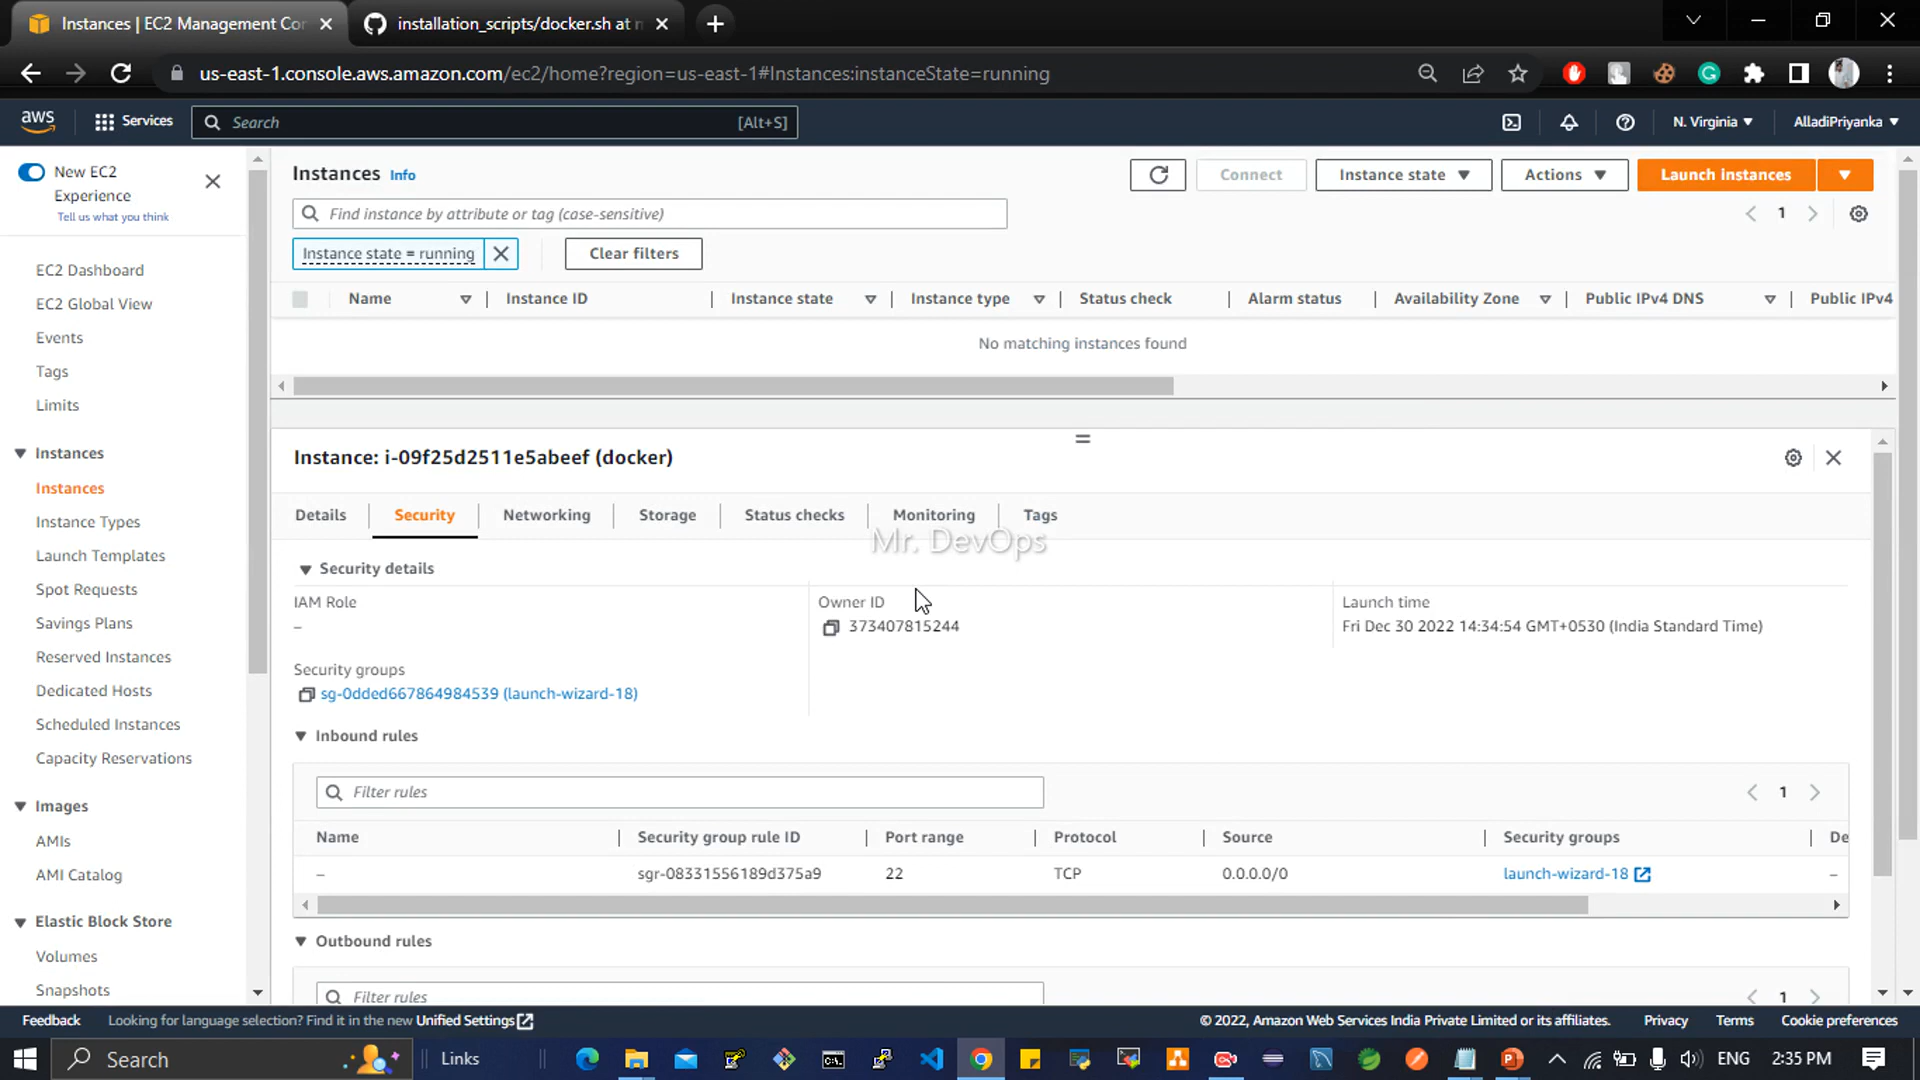 Instances | EC2 Management Co
installation_scripts/docker.sh at
us-east-1.console.aws.amazon.com/ec2/home?region=us-east-1#Instances:instanceState=running
aws
Services
Search
[Alt+S]
N. Virginia
AlladiPriyanka
New EC2
Experience
Tell us what you think
EC2 Dashboard
EC2 Global View
Events
Tags
Limits
Instances
Instances
Instance Types
Launch Templates
Spot Requests
Savings Plans
Reserved Instances
Dedicated Hosts
Scheduled Instances
Capacity Reservations
Images
AMIs
AMI Catalog
Elastic Block Store
Volumes
Snapshots
Instances Info
Connect
Instance state
Actions
Launch instances
Find instance by attribute or tag (case-sensitive)
1
Instance state = running
Clear filters
Name
Instance ID
Instance state
Instance type
Status check
Alarm status
Availability Zone
Public IPv4 DNS
Public IPv4
No matching instances found
Instance: i-09f25d2511e5abeef (docker)
Details
Security
Networking
Storage
Status checks
Monitoring
Tags
Mr. DevOps
Security details
IAM Role
–
Owner ID
373407815244
Launch time
Fri Dec 30 2022 14:34:54 GMT+0530 (India Standard Time)
Security groups
sg-0dded667864984539 (launch-wizard-18)
Inbound rules
Filter rules
1
Name
Security group rule ID
Port range
Protocol
Source
Security groups
De
–
sgr-08331556189d375a9
22
TCP
0.0.0.0/0
launch-wizard-18
–
Outbound rules
Filter rules
1
Feedback
Looking for language selection? Find it in the new Unified Settings
© 2022, Amazon Web Services India Private Limited or its affiliates.
Privacy
Terms
Cookie preferences
Search
Links
ENG
2:35 PM